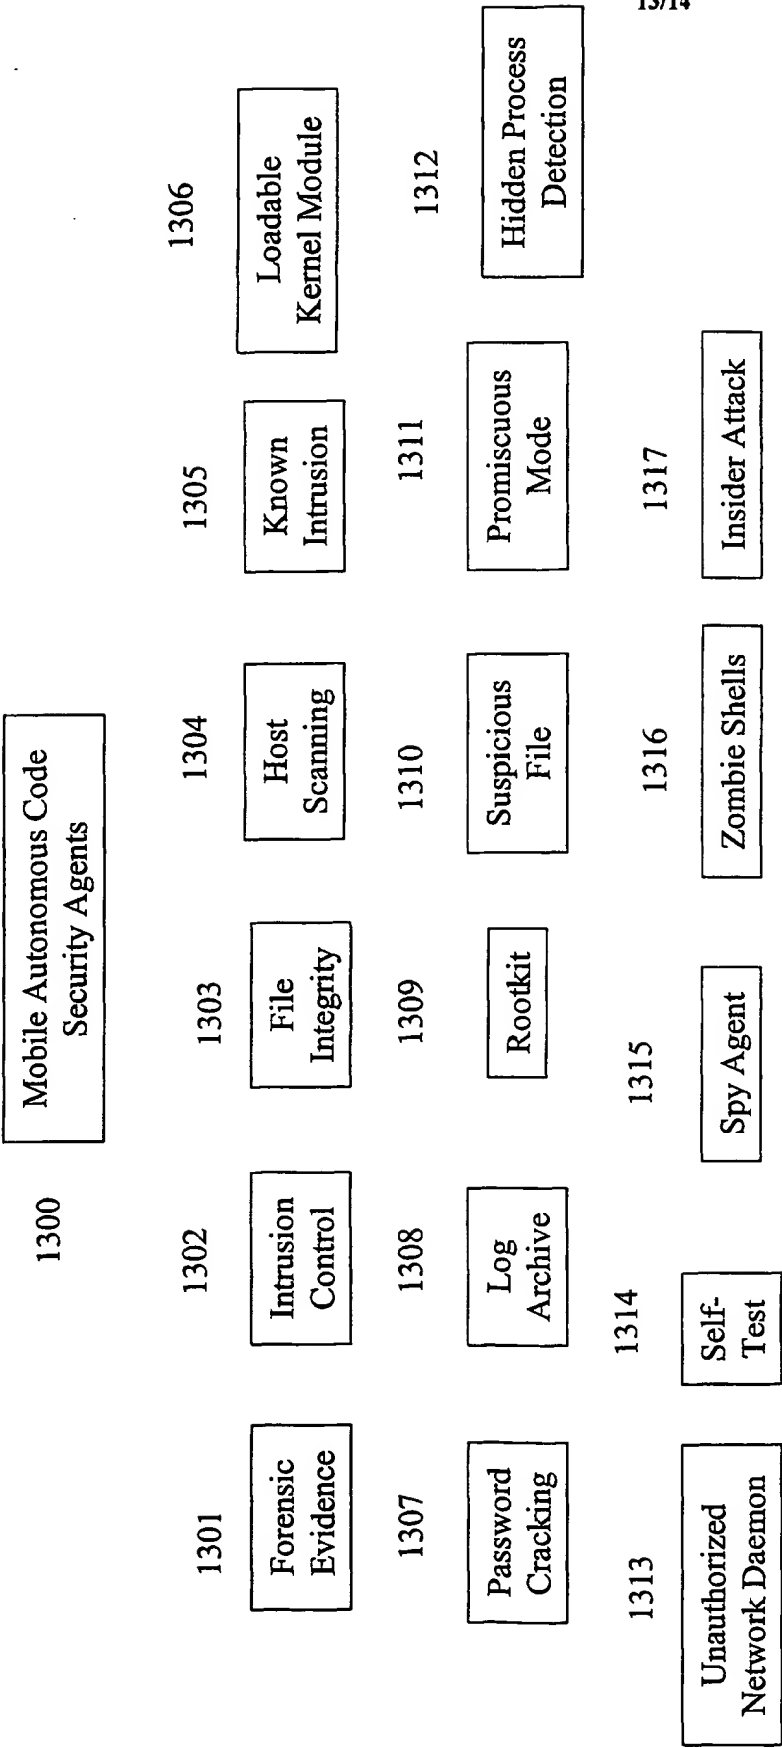 13/14
Mobile Autonomous Code
Security Agents
1300
1301
Forensic
Evidence
1302
Intrusion
Control
1303
File
Integrity
1304
Host
Scanning
1305
Known
Intrusion
1306
Loadable
Kernel Module
1307
Password
Cracking
1308
Log
Archive
1309
Rootkit
1310
Suspicious
File
1311
Promiscuous
Mode
1312
Hidden Process
Detection
1313
Unauthorized
Network Daemon
1314
Self-
Test
1315
Spy Agent
1316
Zombie Shells
1317
Insider Attack